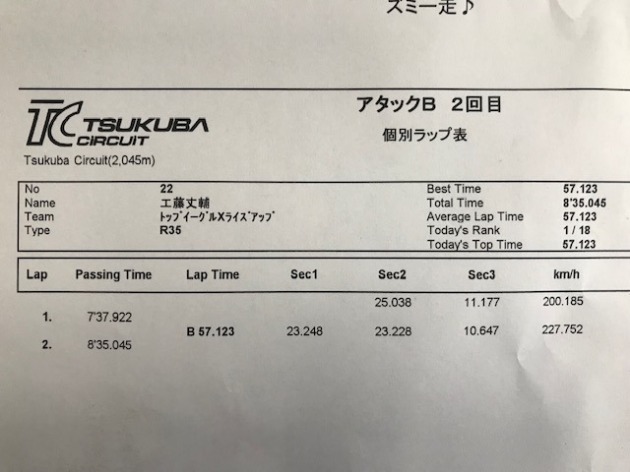 ズミー走♪
アタックB 2回目
TC TSUKUBA CIRCUIT
個別ラップ表
Tsukuba Circuit(2,045m)
No 22 Best Time 57.123
Name 工藤丈輔 Total Time 8'35.045
Team ﾄｯﾌﾟｲｰｸﾞﾙXﾗｲｽﾞｱｯﾌﾟ Average Lap Time 57.123
Type R35 Today's Rank 1 / 18
Today's Top Time 57.123
Lap Passing Time Lap Time Sec1 Sec2 Sec3 km/h
25.038 11.177 200.185
1. 7'37.922
B 57.123 23.248 23.228 10.647 227.752
2. 8'35.045